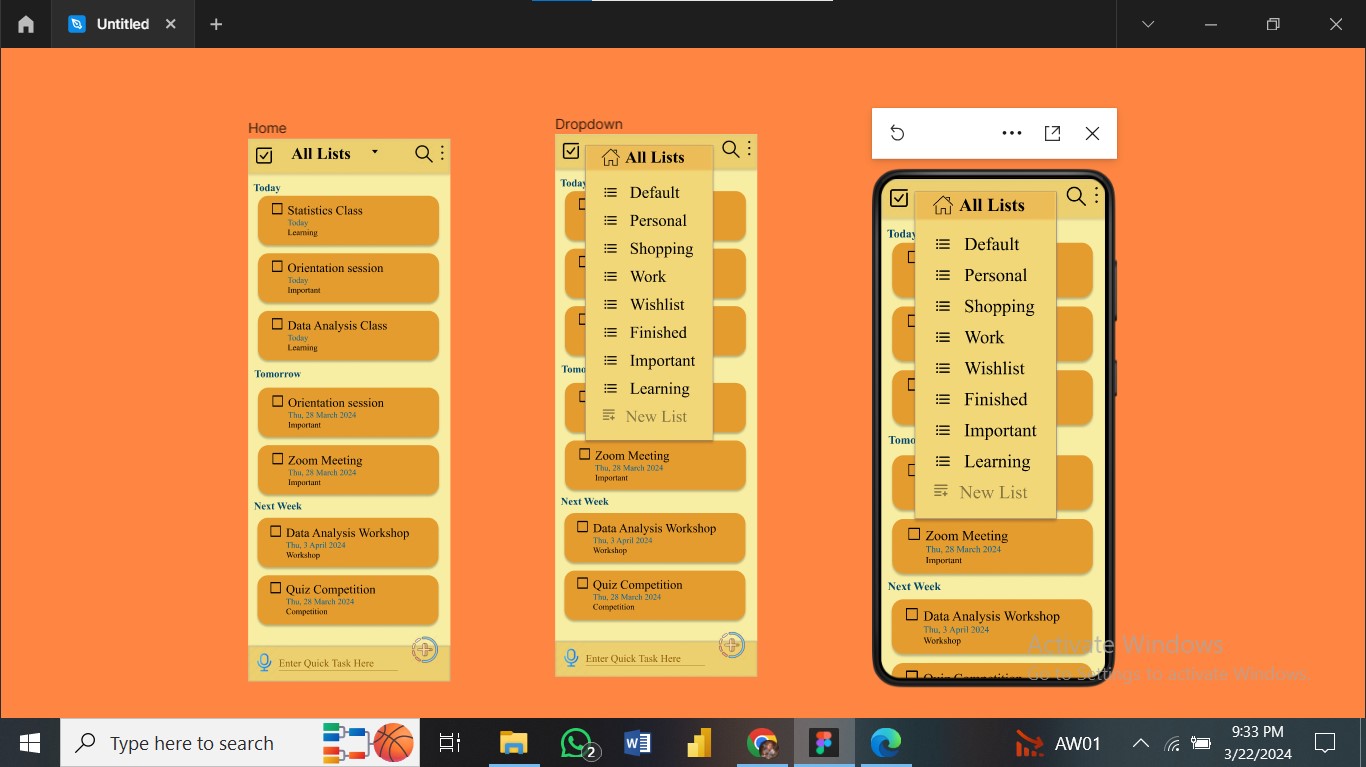 Untitled
Home
All Lists
Today
Statistics Class
Today
Learning
Orientation session
Today
Important
Data Analysis Class
Today
Learning
Tomorrow
Orientation session
Thu, 28 March 2024
Important
Zoom Meeting
Thu, 28 March 2024
Important
Next Week
Data Analysis Workshop
Thu, 3 April 2024
Workshop
Quiz Competition
Thu, 28 March 2024
Competition
Enter Quick Task Here
Dropdown
All Lists
Today
Default
Personal
Shopping
Work
Wishlist
Finished
Tomo
Important
Learning
New List
Zoom Meeting
Thu, 28 March 2024
Important
Next Week
Data Analysis Workshop
Thu, 3 April 2024
Workshop
Quiz Competition
Thu, 28 March 2024
Competition
Enter Quick Task Here
All Lists
Today
Default
Personal
Shopping
Work
Wishlist
Finished
Important
Tomo
Learning
New List
Zoom Meeting
Thu, 28 March 2024
Important
Next Week
Data Analysis Workshop
Thu, 3 April 2024
Workshop
Quiz Competition
Activate Windows
Go to Settings to activate Windows.
Type here to search
2
AW01
9:33 PM
3/22/2024